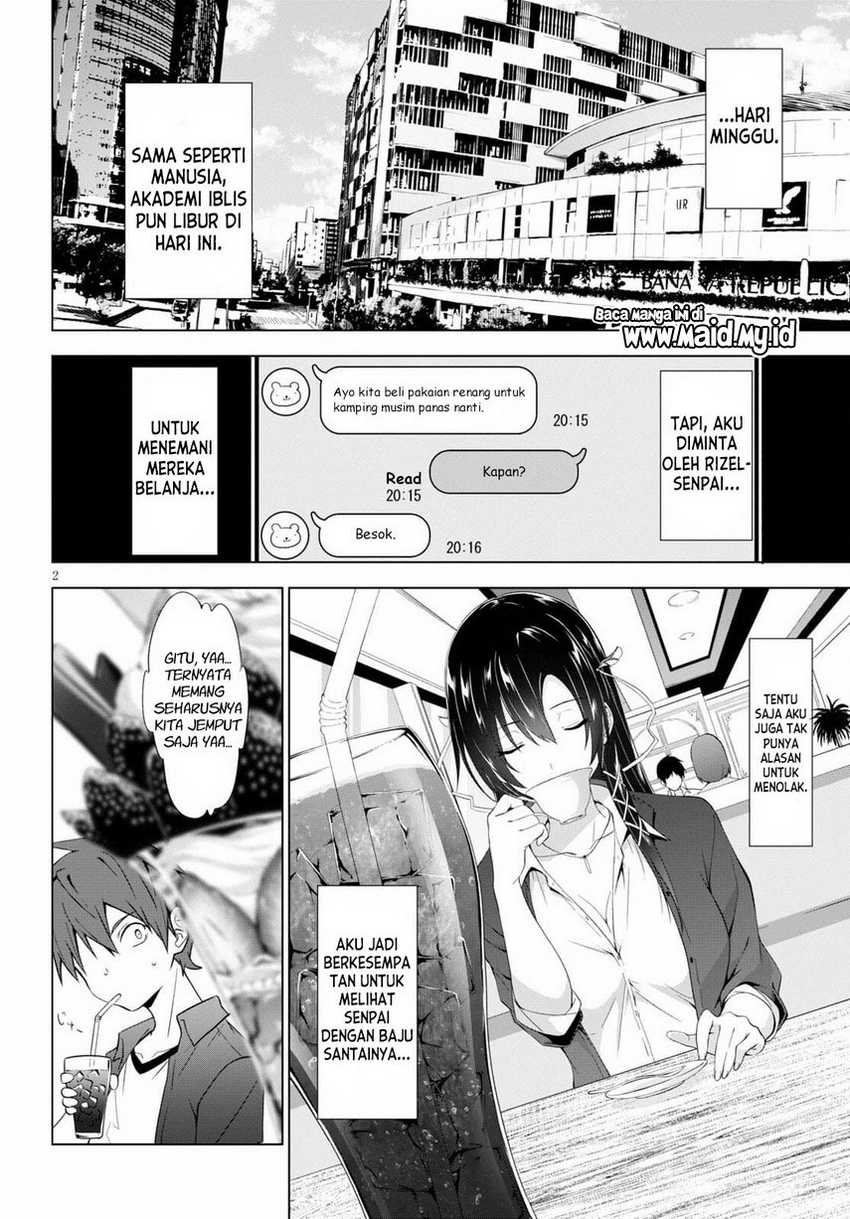 ...HARI
MINGGU.
SAMA SEPERTI
MANUSIA,
AKADEMI IBLIS
PUN LIBUR DI
HARI INI.
UR
BANANA REPUBLIC
Baca Manga ini di
www.Maid.My.id
TAPI, AKU
DIMINTA
OLEH RIZEL-
SENPAI...
Ayo kita beli pakaian renang untuk
kamping musim panas nanti.
20:15
Kapan?
Read
20:15
Besok.
20:16
UNTUK
MENEMANI
MEREKA
BELANJA...
2
TENTU
SAJA AKU
JUGA TAK
PUNYA
ALASAN
UNTUK
MENOLAK.
AKU JADI
BERKESEMPA
TAN UNTUK
MELIHAT
SENPAI
DENGAN BAJU
SANTAINYA...
GITU, YAA...
TERNYATA
MEMANG
SEHARUSNYA
KITA JEMPUT
SAJA YAA...